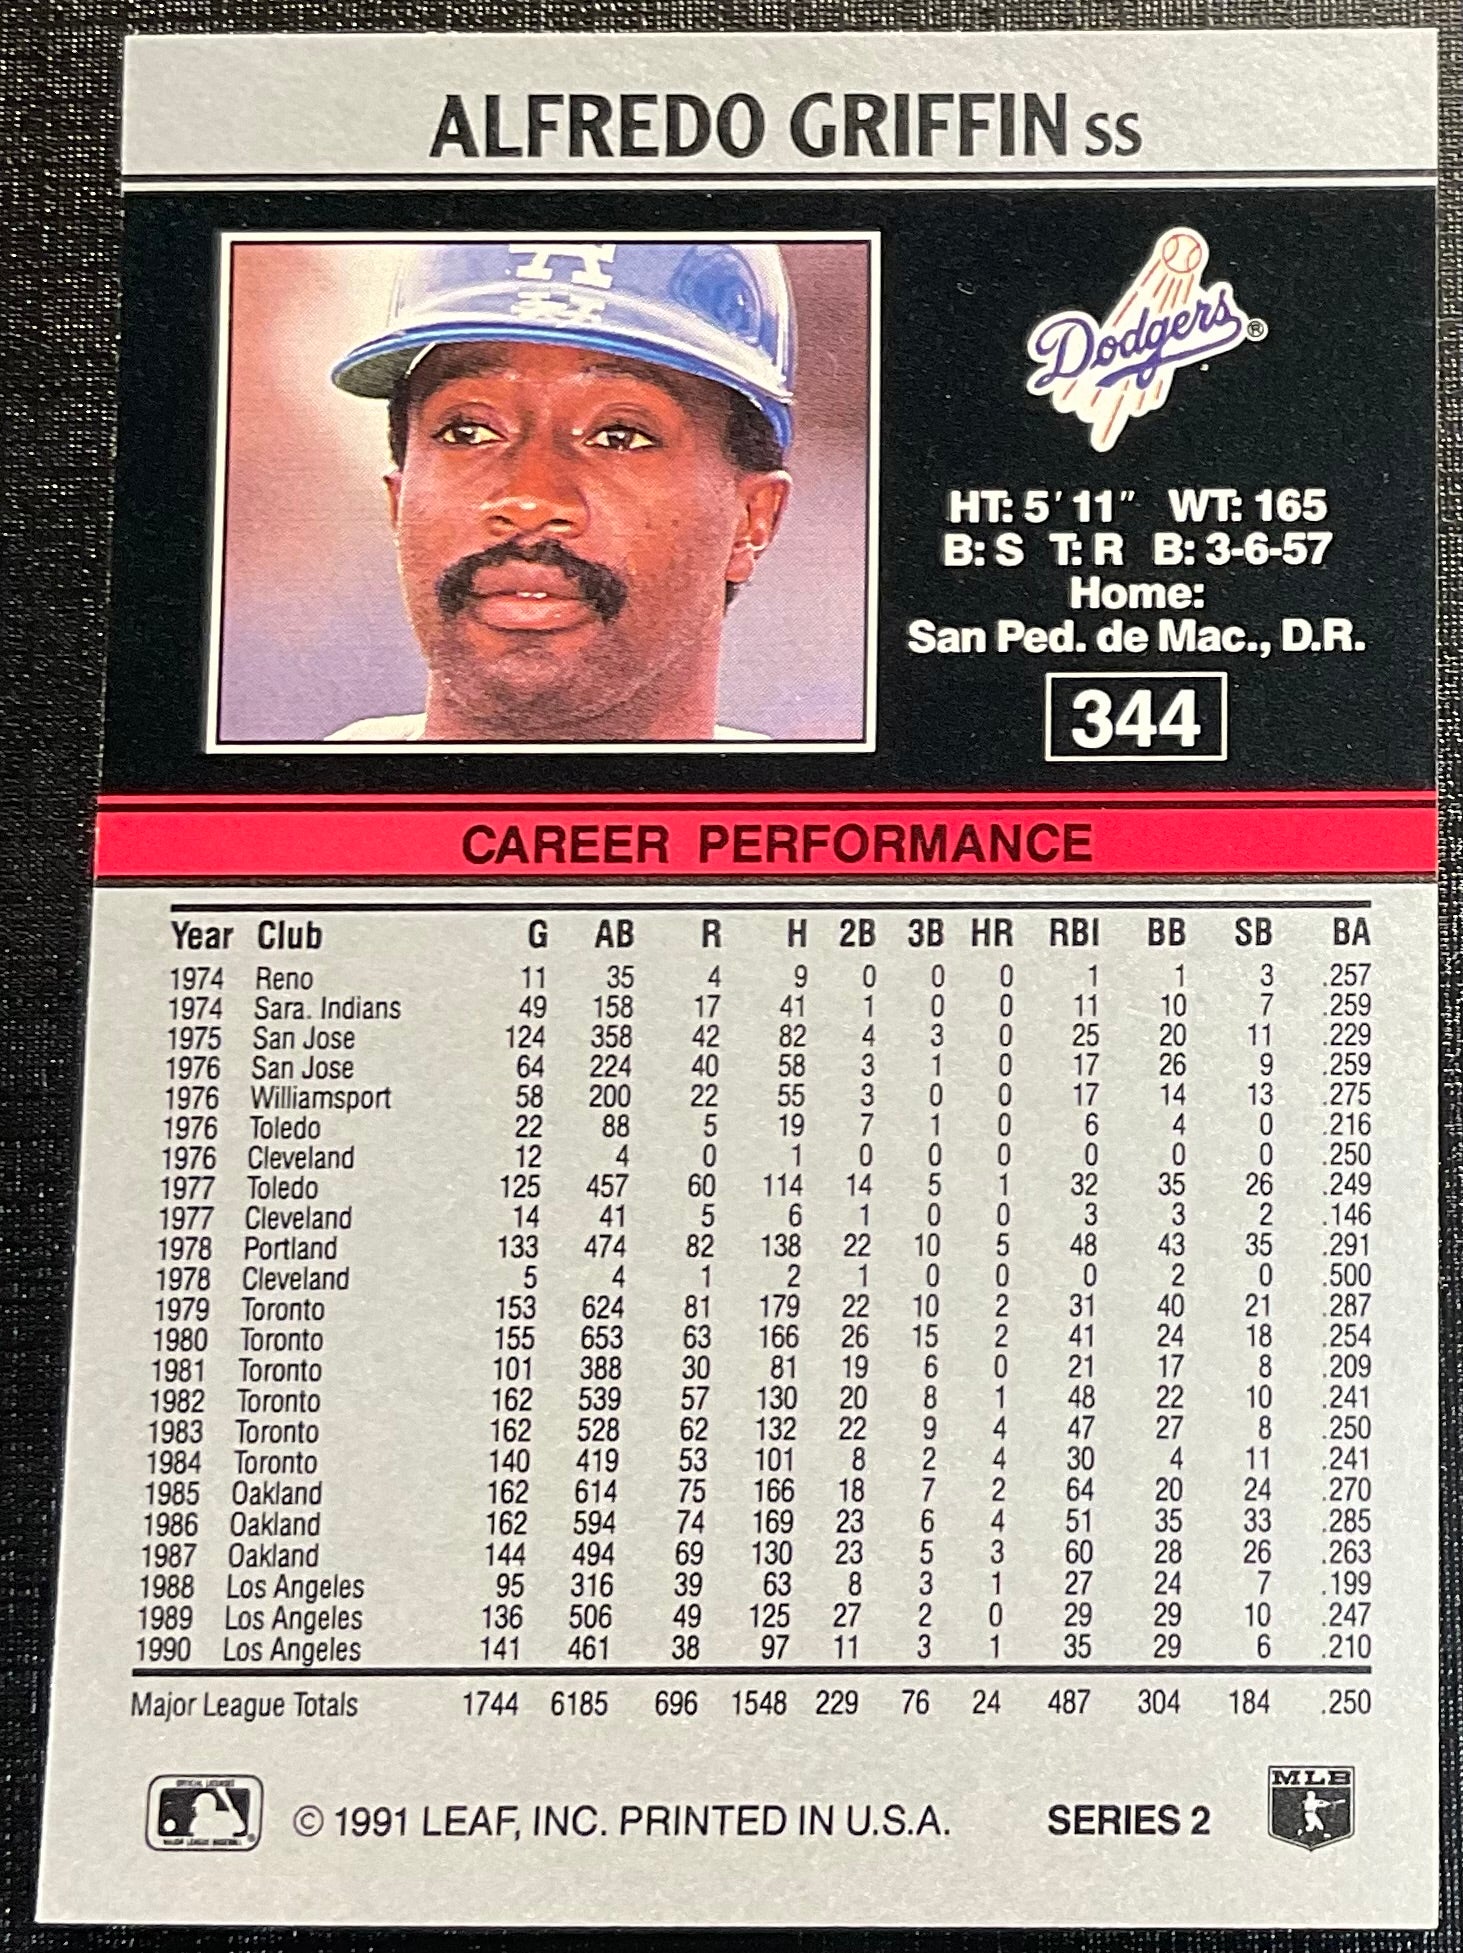 ALFREDO GRIFFIN SS
LA
Dodgers®
HT: 5'11" WT: 165
B: S T: R B: 3-6-57
Home:
San Ped. de Mac., D.R.
344
CAREER PERFORMANCE
Year Club G AB R H 2B 3B HR RBI BB SB BA
1974 Reno 11 35 4 9 0 0 0 1 1 3 .257
1974 Sara. Indians 49 158 17 41 1 0 0 11 10 7 .259
1975 San Jose 124 358 42 82 4 3 0 25 20 11 .229
1976 San Jose 64 224 40 58 3 1 0 17 26 9 .259
1976 Williamsport 58 200 22 55 3 0 0 17 14 13 .275
1976 Toledo 22 88 5 19 7 1 0 6 4 0 .216
1976 Cleveland 12 4 0 1 0 0 0 0 0 0 .250
1977 Toledo 125 457 60 114 14 5 1 32 35 26 .249
1977 Cleveland 14 41 5 6 1 0 0 3 3 2 .146
1978 Portland 133 474 82 138 22 10 5 48 43 35 .291
1978 Cleveland 5 4 1 2 1 0 0 0 2 0 .500
1979 Toronto 153 624 81 179 22 10 2 31 40 21 .287
1980 Toronto 155 653 63 166 26 15 2 41 24 18 .254
1981 Toronto 101 388 30 81 19 6 0 21 17 8 .209
1982 Toronto 162 539 57 130 20 8 1 48 22 10 .241
1983 Toronto 162 528 62 132 22 9 4 47 27 8 .250
1984 Toronto 140 419 53 101 8 2 4 30 4 11 .241
1985 Oakland 162 614 75 166 18 7 2 64 20 24 .270
1986 Oakland 162 594 74 169 23 6 4 51 35 33 .285
1987 Oakland 144 494 69 130 23 5 3 60 28 26 .263
1988 Los Angeles 95 316 39 63 8 3 1 27 24 7 .199
1989 Los Angeles 136 506 49 125 27 2 0 29 29 10 .247
1990 Los Angeles 141 461 38 97 11 3 1 35 29 6 .210
Major League Totals 1744 6185 696 1548 229 76 24 487 304 184 .250
© 1991 LEAF, INC. PRINTED IN U.S.A. SERIES 2
MLB